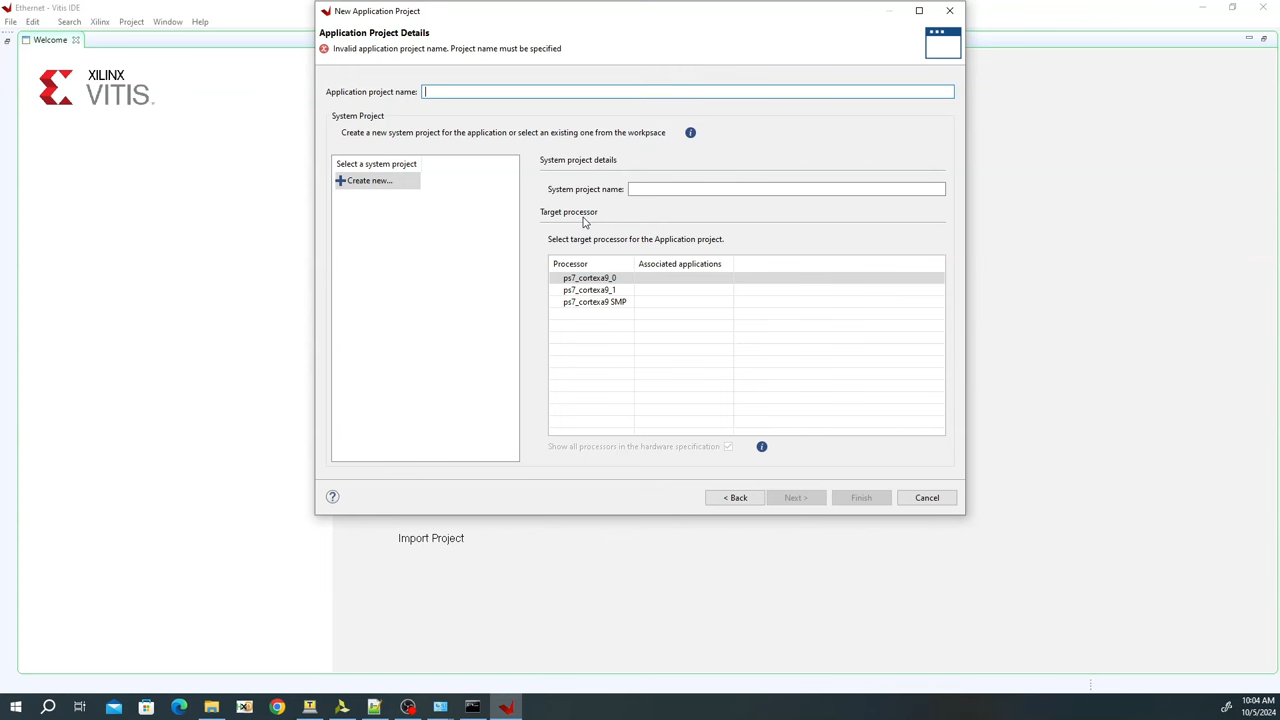 Ethernet - Vitis IDE
File Edit Search Xilinx Project Window Help
Welcome
XILINX
VITIS.
New Application Project
Application Project Details
Invalid application project name. Project name must be specified
Application project name:
System Project
Create a new system project for the application or select an existing one from the workpsace
Select a system project
Create new...
System project details
System project name:
Target processor
Select target processor for the Application project.
Processor Associated applications
ps7_cortexa9_0
ps7_cortexa9_1
ps7_cortexa9 SMP
Show all processors in the hardware specification
< Back Next > Finish Cancel
Import Project
10:04 AM
10/5/2024